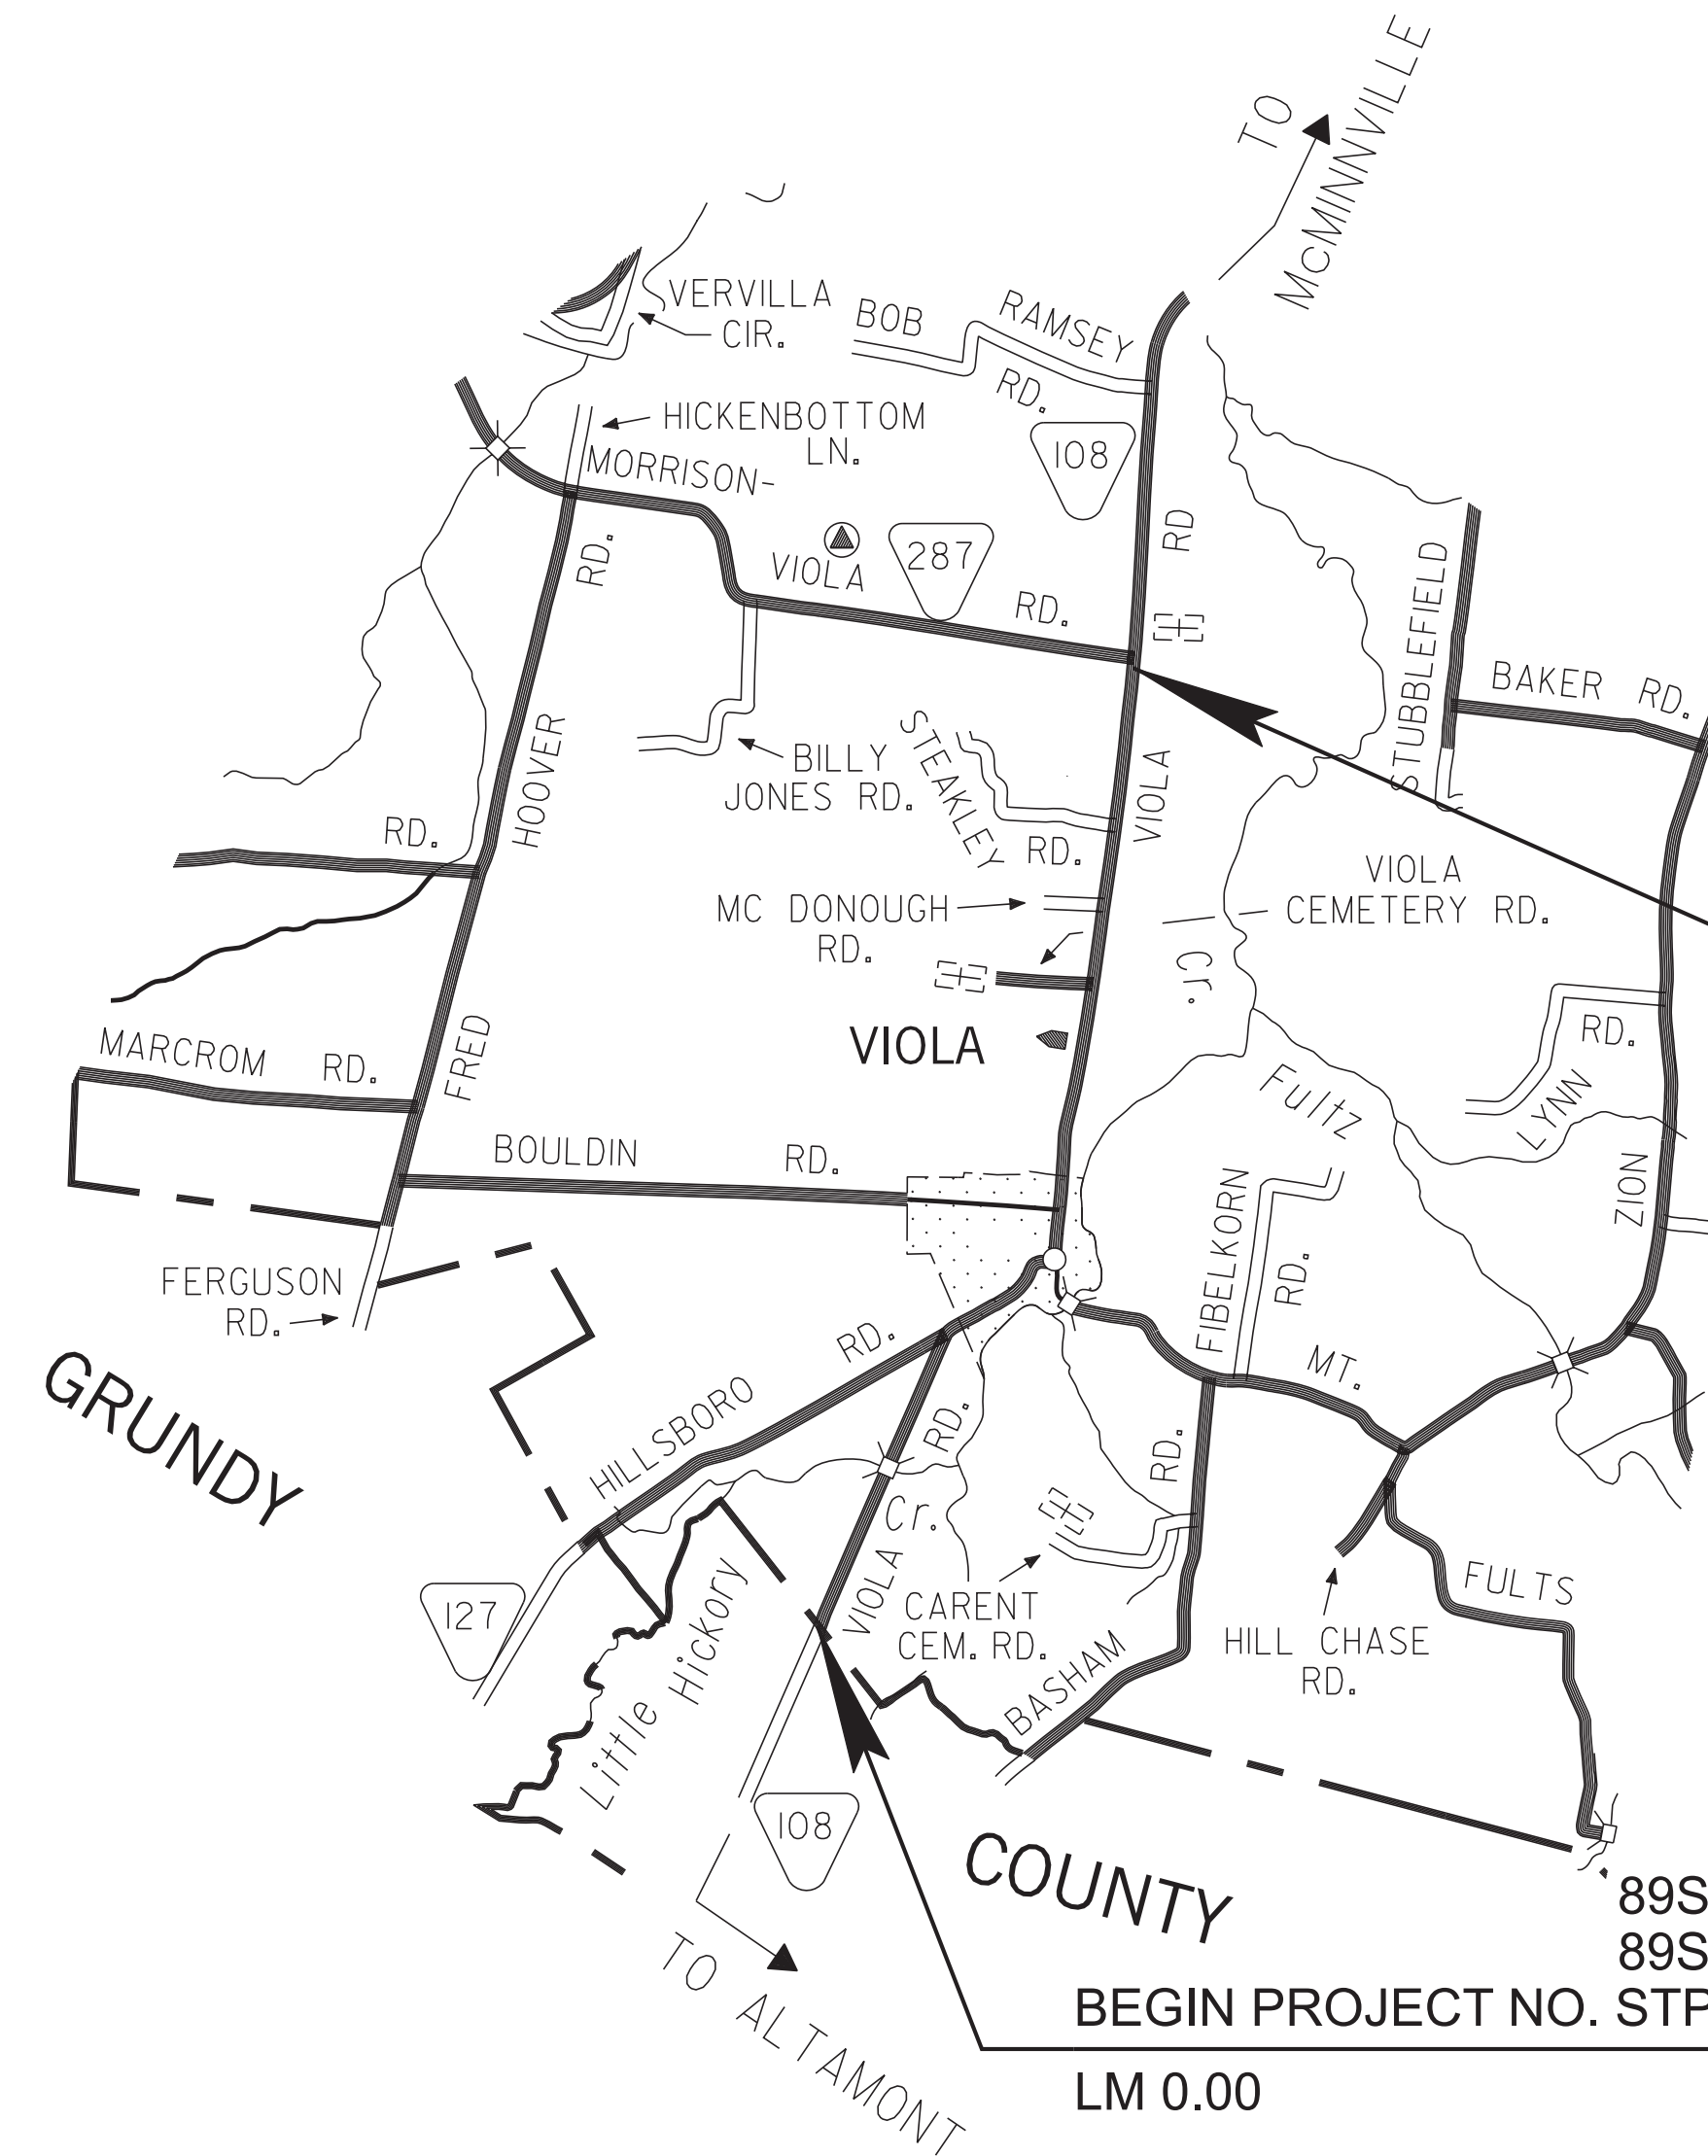 TO
McMINNVILLE
VERVILLA
CIR.
BOB
RAMSEY
RD.
HICKENBOTTOM
LN.
MORRISON-
108
RD
VIOLA
287
RD.
RD.
STUBBLEFIELD
BAKER RD.
HOOVER
BILLY
JONES RD.
STEAKLEY
RD.
VIOLA
RD.
VIOLA
CEMETERY RD.
MC DONOUGH
RD.
Cr.
VIOLA
MARCROM RD.
FRED
Fultz
RD.
LYNN
BOULDIN RD.
FIBELKORN
RD.
ZION
FERGUSON
RD.
GRUNDY
HILLSBORO
RD.
MT.
RD.
RD.
Cr.
VIOLA
127
Little Hickory
CARENT
CEM. RD.
BASHAM
HILL CHASE
RD.
FULTS
108
COUNTY
TO ALTAMONT
89S
89S
BEGIN PROJECT NO. STP
LM 0.00